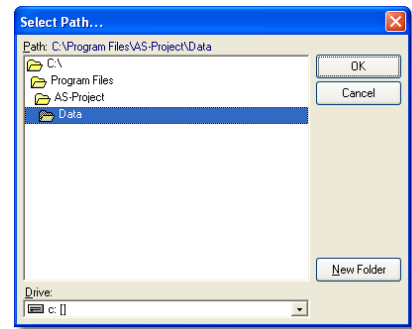 Select Path...
Path: C:\Program Files\AS-Project\Data
C:\
Program Files
AS-Project
Data
OK
Cancel
New Folder
Drive:
c: []